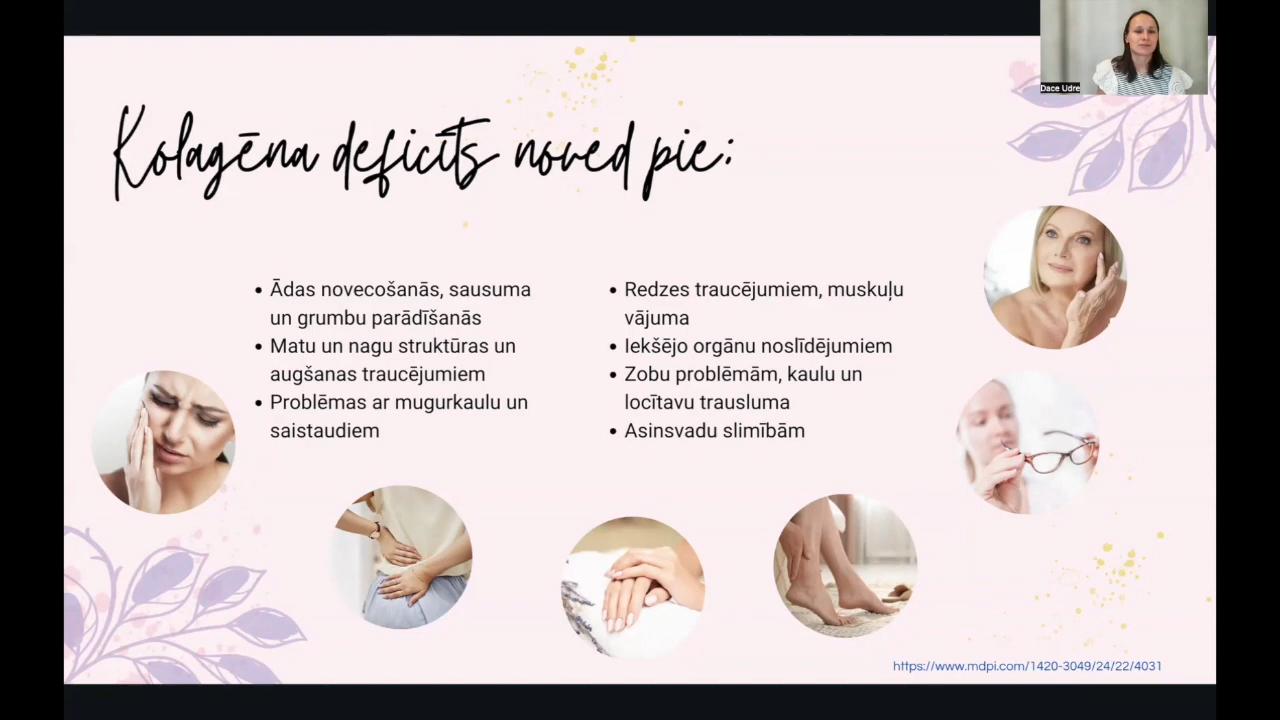 Dace Udre
Kolagēna deficīts noved pie:
• Ādas novecošanās, sausuma
un grumbu parādīšanās
• Matu un nagu struktūras un
augšanas traucējumiem
• Problēmas ar mugurkaulu un
saistaudiem
• Redzes traucējumiem, muskuļu
vājuma
• Iekšējo orgānu noslīdējumiem
• Zobu problēmām, kaulu un
locītavu trausluma
• Asinsvadu slimībām
https://www.mdpi.com/1420-3049/24/22/4031